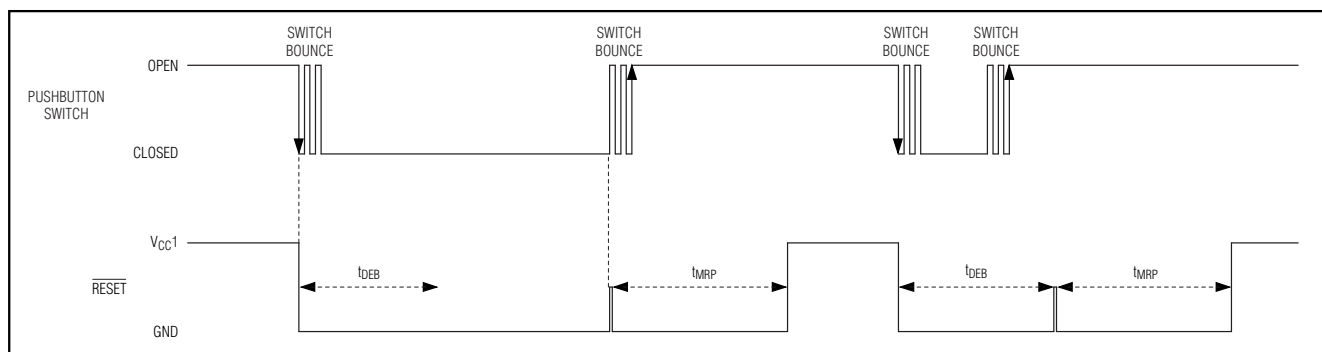 SWITCH
BOUNCE
SWITCH
BOUNCE
SWITCH
BOUNCE
SWITCH
BOUNCE
OPEN
PUSHBUTTON
SWITCH
CLOSED
VCC1
tDEB
tMRP
tDEB
tMRP
RESET
GND